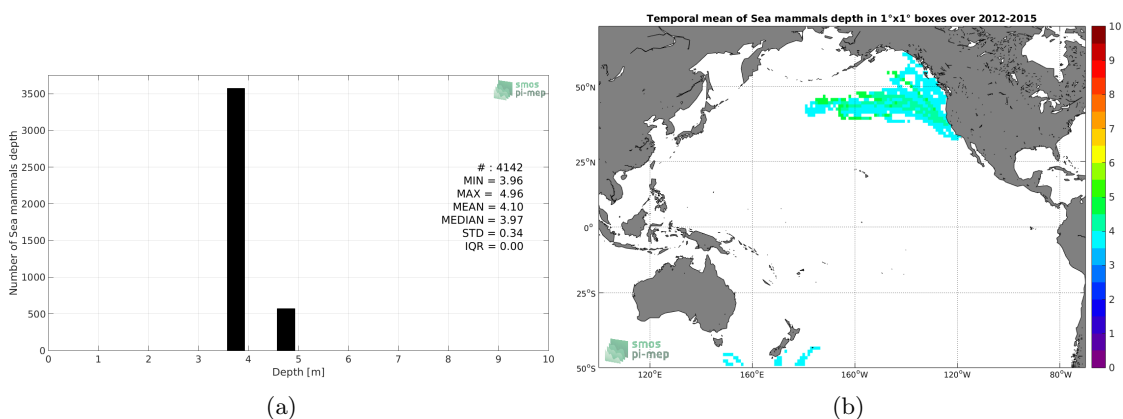 3500
3000
2500
2000
1500
1000
500
0
Number of Sea mammals depth
smos
pi-mep
# : 4142
MIN = 3.96
MAX = 4.96
MEAN = 4.10
MEDIAN = 3.97
STD = 0.34
IQR = 0.00
0 1 2 3 4 5 6 7 8 9 10
Depth [m]
(a)
Temporal mean of Sea mammals depth in 1°x1° boxes over 2012-2015
50°N
25°N
0°
25°S
50°S
smos
pi-mep
120°E 160°E 160°W 120°W 80°W
10
9
8
7
6
5
4
3
2
1
0
(b)